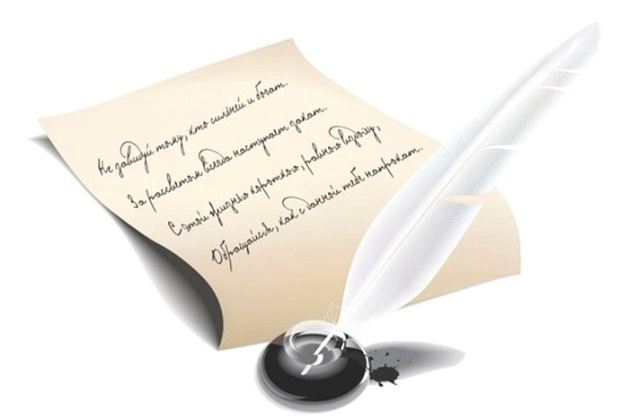 Не завидуй тому, кто сильней и богат.
За рассветом всегда наступает закат.
С этой жизнью короткою, равною вздоху,
Обращайся, как с данной тебе напрокат.